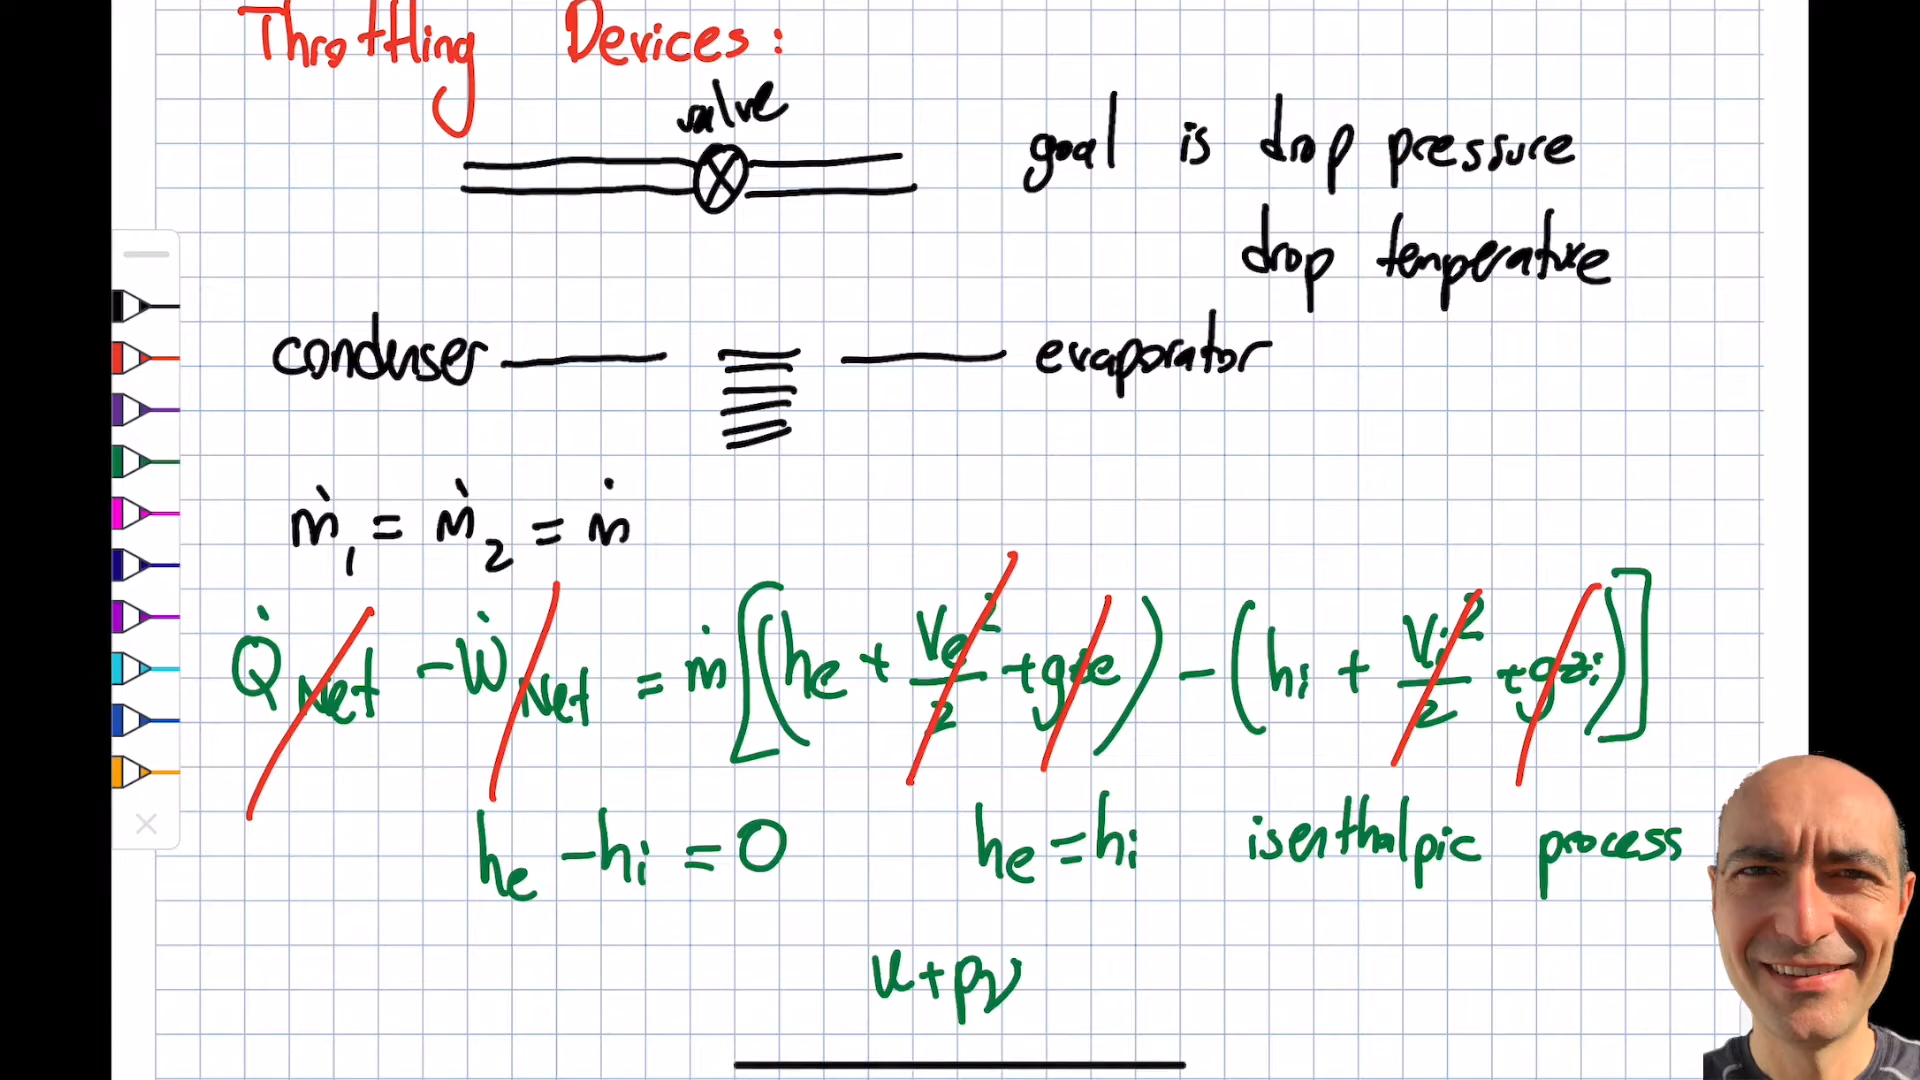 Throttling Devices:
valve
goal is drop pressure
drop temperature
condenser
evaporator
ṁ₁ = ṁ₂ = ṁ
Q̇Net - ẆNet = ṁ[(he + Ve²/2 + gze) - (hi + Vi²/2 + gzi)]
he - hi = 0 he = hi isenthalpic process
u+pv